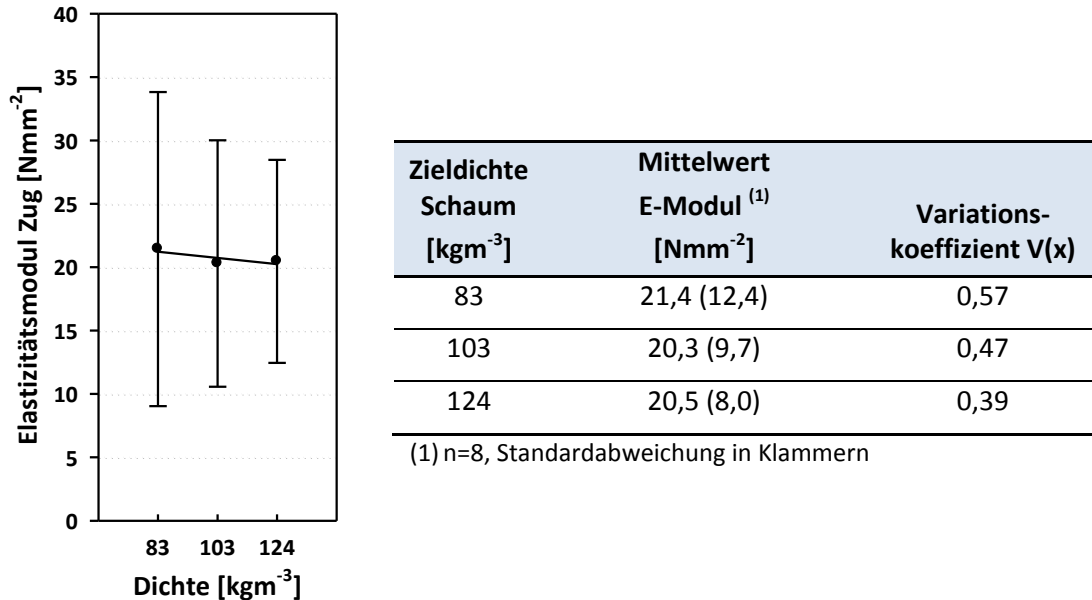 Elastizitätsmodul Zug [Nmm⁻²]
40
35
30
25
20
15
10
5
0
83 103 124
Dichte [kgm⁻³]
Zieldichte
Schaum
[kgm⁻³]
Mittelwert
E-Modul ⁽¹⁾
[Nmm⁻²]
Variations-
koeffizient V(x)
83 21,4 (12,4) 0,57
103 20,3 (9,7) 0,47
124 20,5 (8,0) 0,39
(1) n=8, Standardabweichung in Klammern